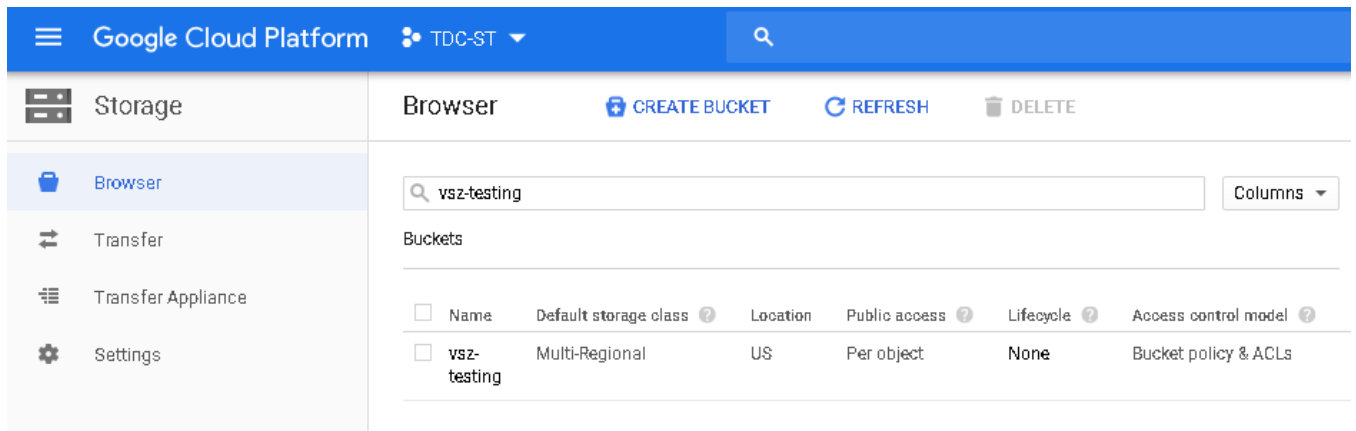 Google Cloud Platform TDC-ST
Storage
Browser CREATE BUCKET REFRESH DELETE
Browser
Transfer
Transfer Appliance
Settings
vsz-testing Columns
Buckets
Name Default storage class Location Public access Lifecycle Access control model
vsz- Multi-Regional US Per object None Bucket policy & ACLs
testing